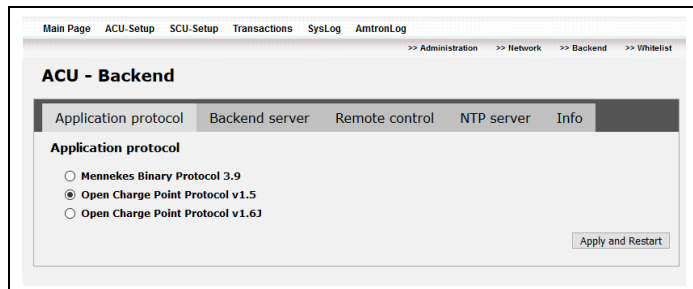 Main Page ACU-Setup SCU-Setup Transactions SysLog AmtronLog
>> Administration >> Network >> Backend >> Whitelist
ACU - Backend
Application protocol Backend server Remote control NTP server Info
Application protocol
Mennekes Binary Protocol 3.9
Open Charge Point Protocol v1.5
Open Charge Point Protocol v1.6J
Apply and Restart